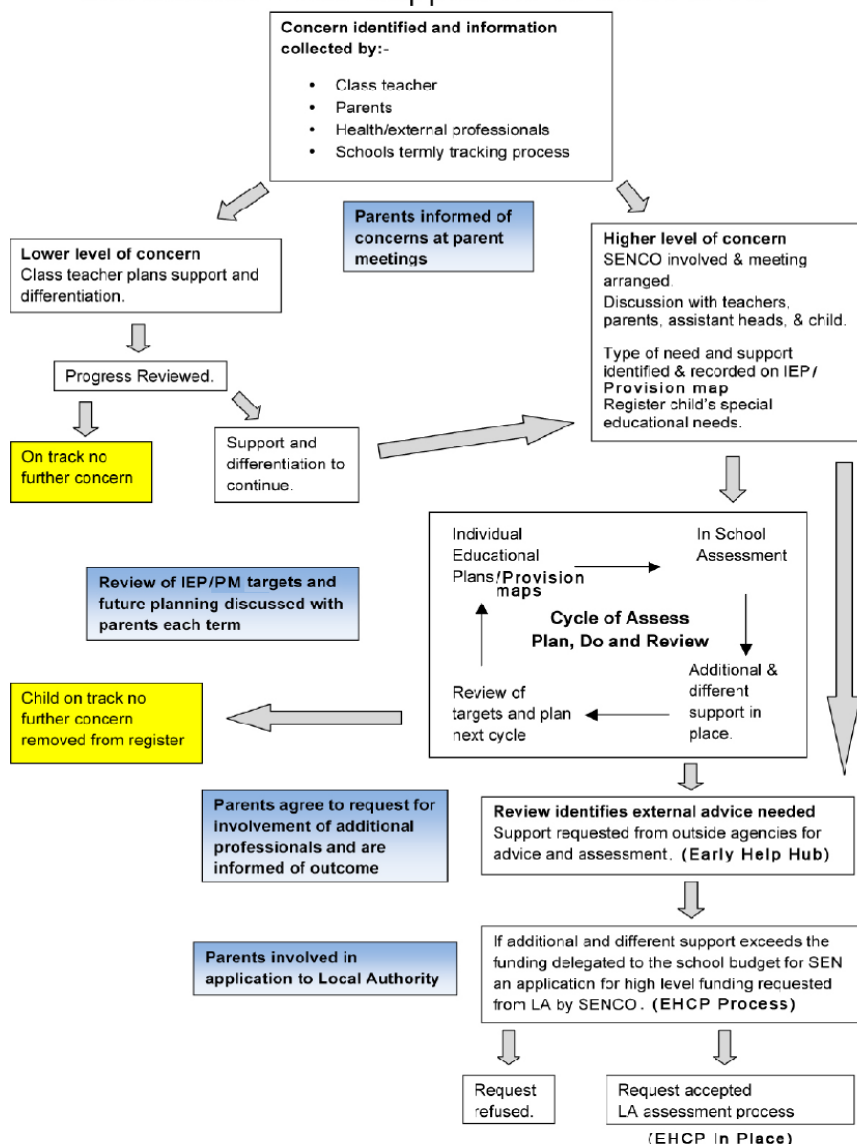 Concern identified and information
collected by:-
• Class teacher
• Parents
• Health/external professionals
• Schools termly tracking process
Parents informed of
concerns at parent
meetings
Lower level of concern
Class teacher plans support and
differentiation.
Higher level of concern
SENCO involved & meeting
arranged.
Discussion with teachers,
parents, assistant heads, & child.
Type of need and support
identified & recorded on IEP/
Provision map
Register child's special
educational needs.
Progress Reviewed.
On track no
further concern
Support and
differentiation to
continue.
Individual
Educational
Plans/Provision
maps
In School
Assessment
Cycle of Assess
Plan, Do and Review
Review of
targets and plan
next cycle
Additional &
different
support in
place.
Review of IEP/PM targets and
future planning discussed with
parents each term
Child on track no
further concern
removed from register
Parents agree to request for
involvement of additional
professionals and are
informed of outcome
Review identifies external advice needed
Support requested from outside agencies for
advice and assessment. (Early Help Hub)
Parents involved in
application to Local Authority
If additional and different support exceeds the
funding delegated to the school budget for SEN
an application for high level funding requested
from LA by SENCO. (EHCP Process)
Request
refused.
Request accepted
LA assessment process
(EHCP In Place)